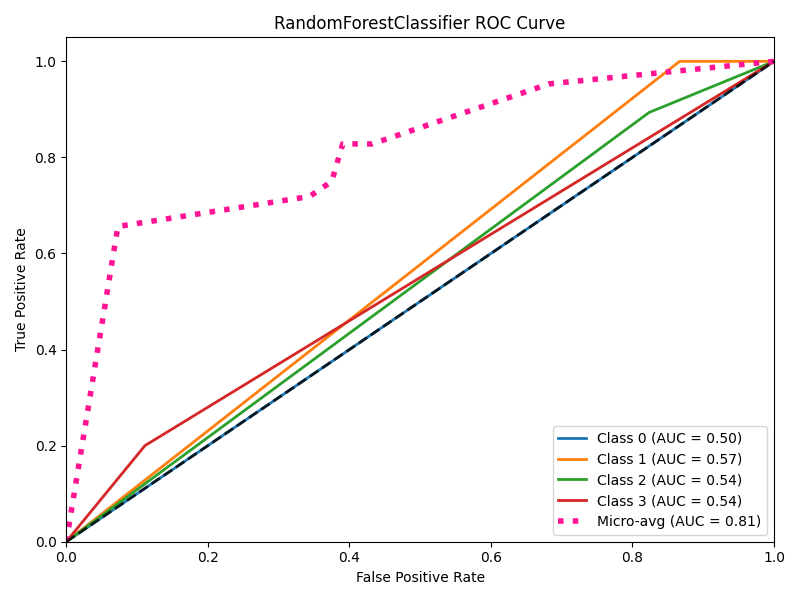 RandomForestClassifier ROC Curve
True Positive Rate
1.0
0.8
0.6
0.4
0.2
0.0
0.0 0.2 0.4 0.6 0.8 1.0
False Positive Rate
Class 0 (AUC = 0.50)
Class 1 (AUC = 0.57)
Class 2 (AUC = 0.54)
Class 3 (AUC = 0.54)
Micro-avg (AUC = 0.81)